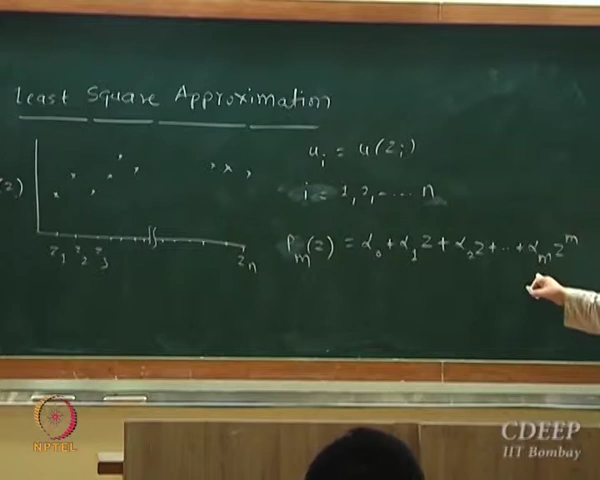 Least Square Approximation
u_i = u(z_i)
z)
i = 1, 2, .... n
P_m(z) = α_0 + α_1 z + α_2 z + .. + α_m z^m
z_1 z_2 z_3 z_n
NPTEL
CDEEP
IIT Bombay